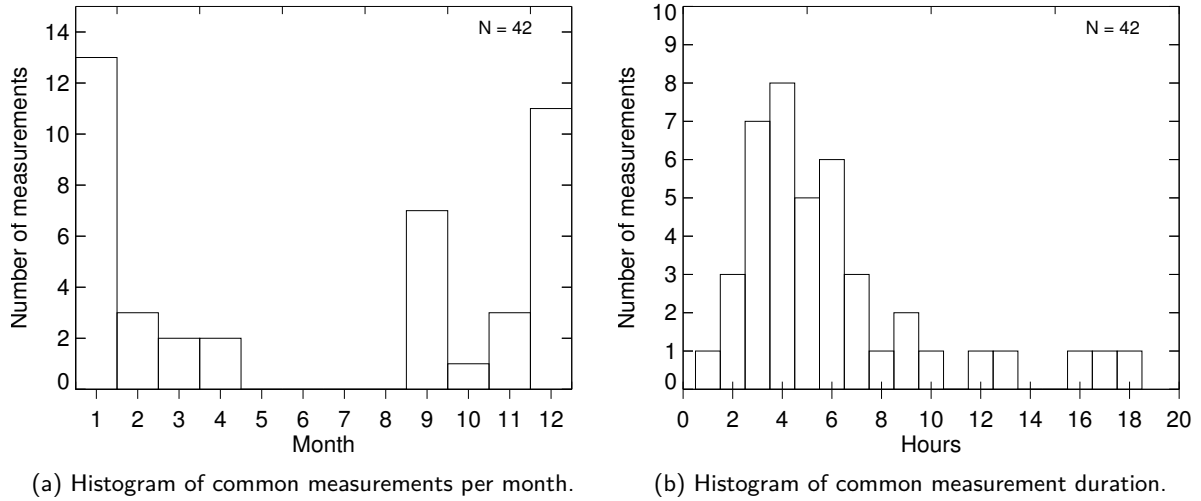 N = 42
Number of measurements
14
12
10
8
6
4
2
0
1 2 3 4 5 6 7 8 9 10 11 12
Month
(a) Histogram of common measurements per month.
N = 42
Number of measurements
10
9
8
7
6
5
4
3
2
1
0
0 2 4 6 8 10 12 14 16 18 20
Hours
(b) Histogram of common measurement duration.